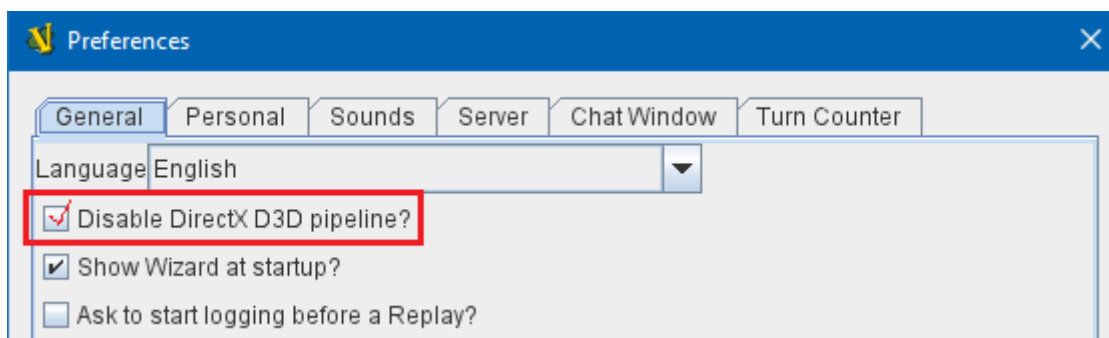 Preferences
General Personal Sounds Server Chat Window Turn Counter
Language English
Disable DirectX D3D pipeline?
Show Wizard at startup?
Ask to start logging before a Replay?